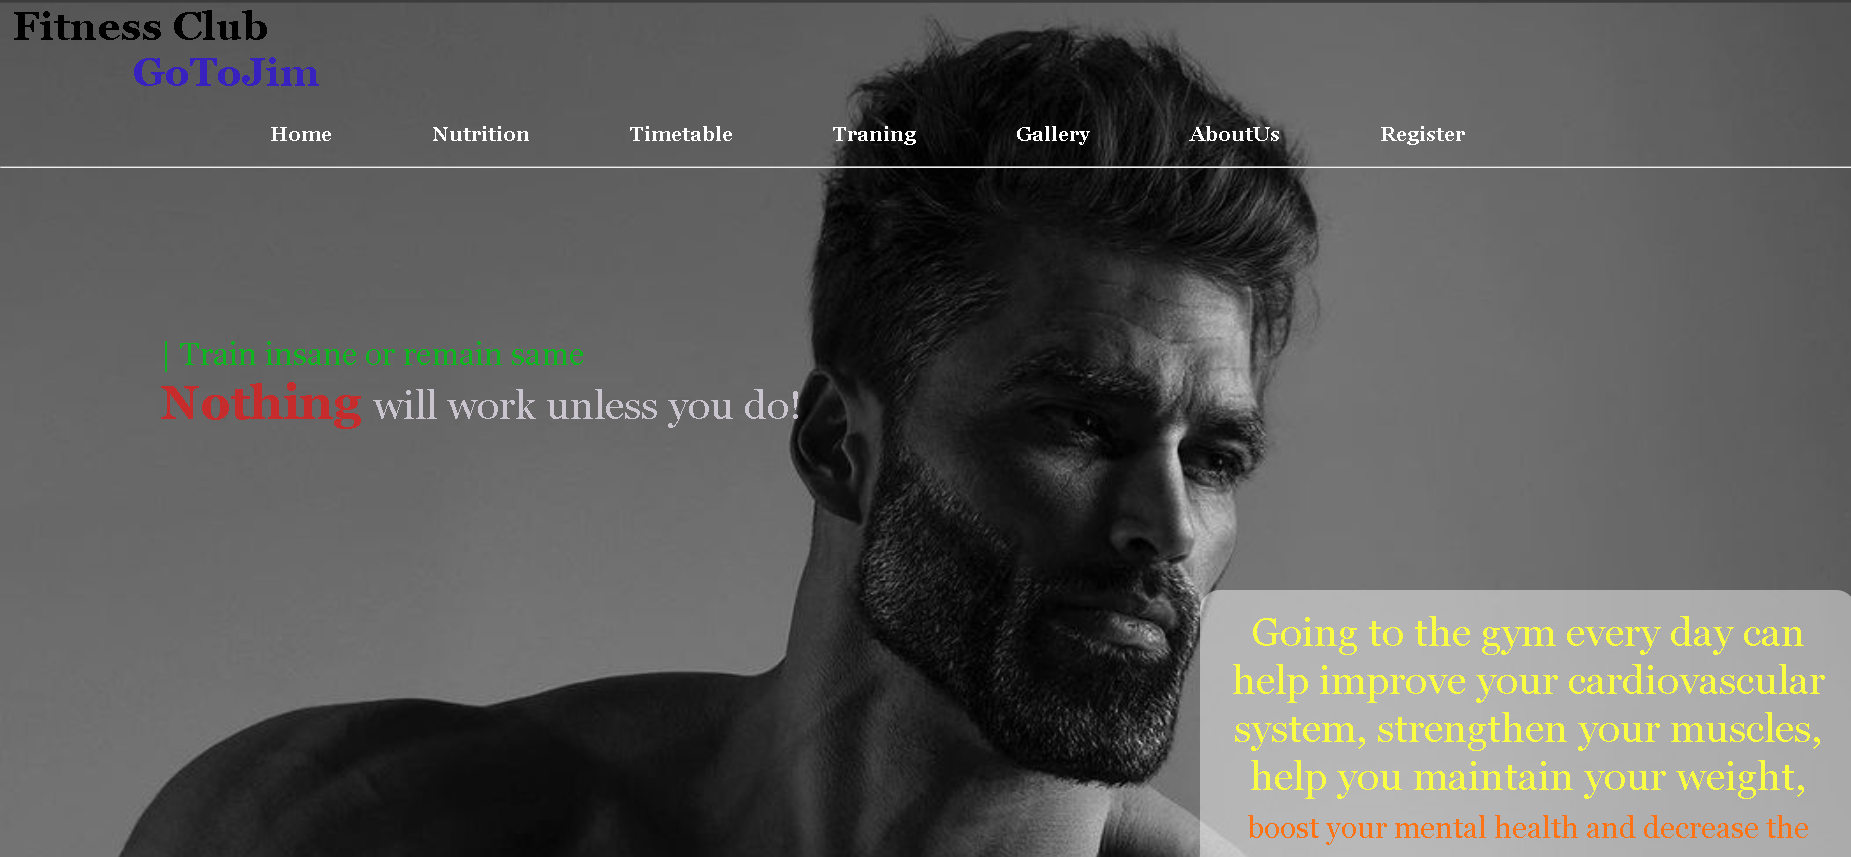 Fitness Club
GoToJim
Home Nutrition Timetable Traning Gallery AboutUs Register
| Train insane or remain same
Nothing will work unless you do!
Going to the gym every day can
help improve your cardiovascular
system, strengthen your muscles,
help you maintain your weight,
boost your mental health and decrease the